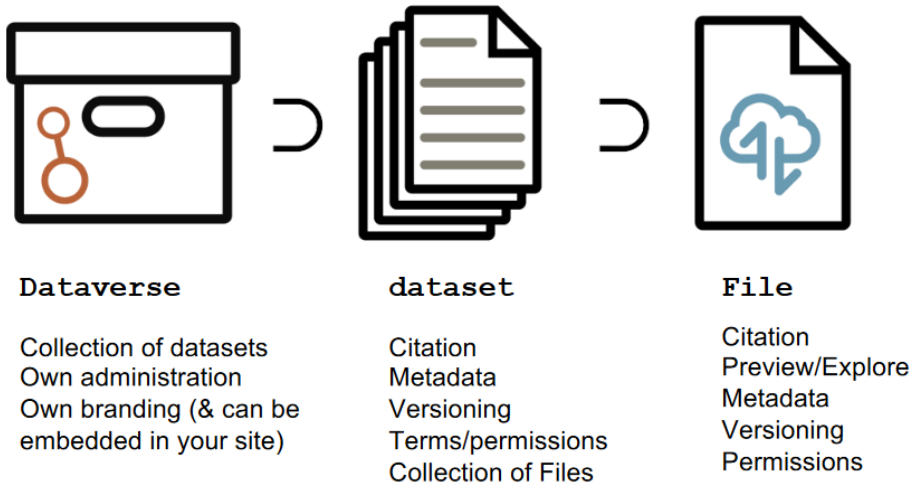 Dataverse
Collection of datasets
Own administration
Own branding (& can be
embedded in your site)
dataset
Citation
Metadata
Versioning
Terms/permissions
Collection of Files
File
Citation
Preview/Explore
Metadata
Versioning
Permissions